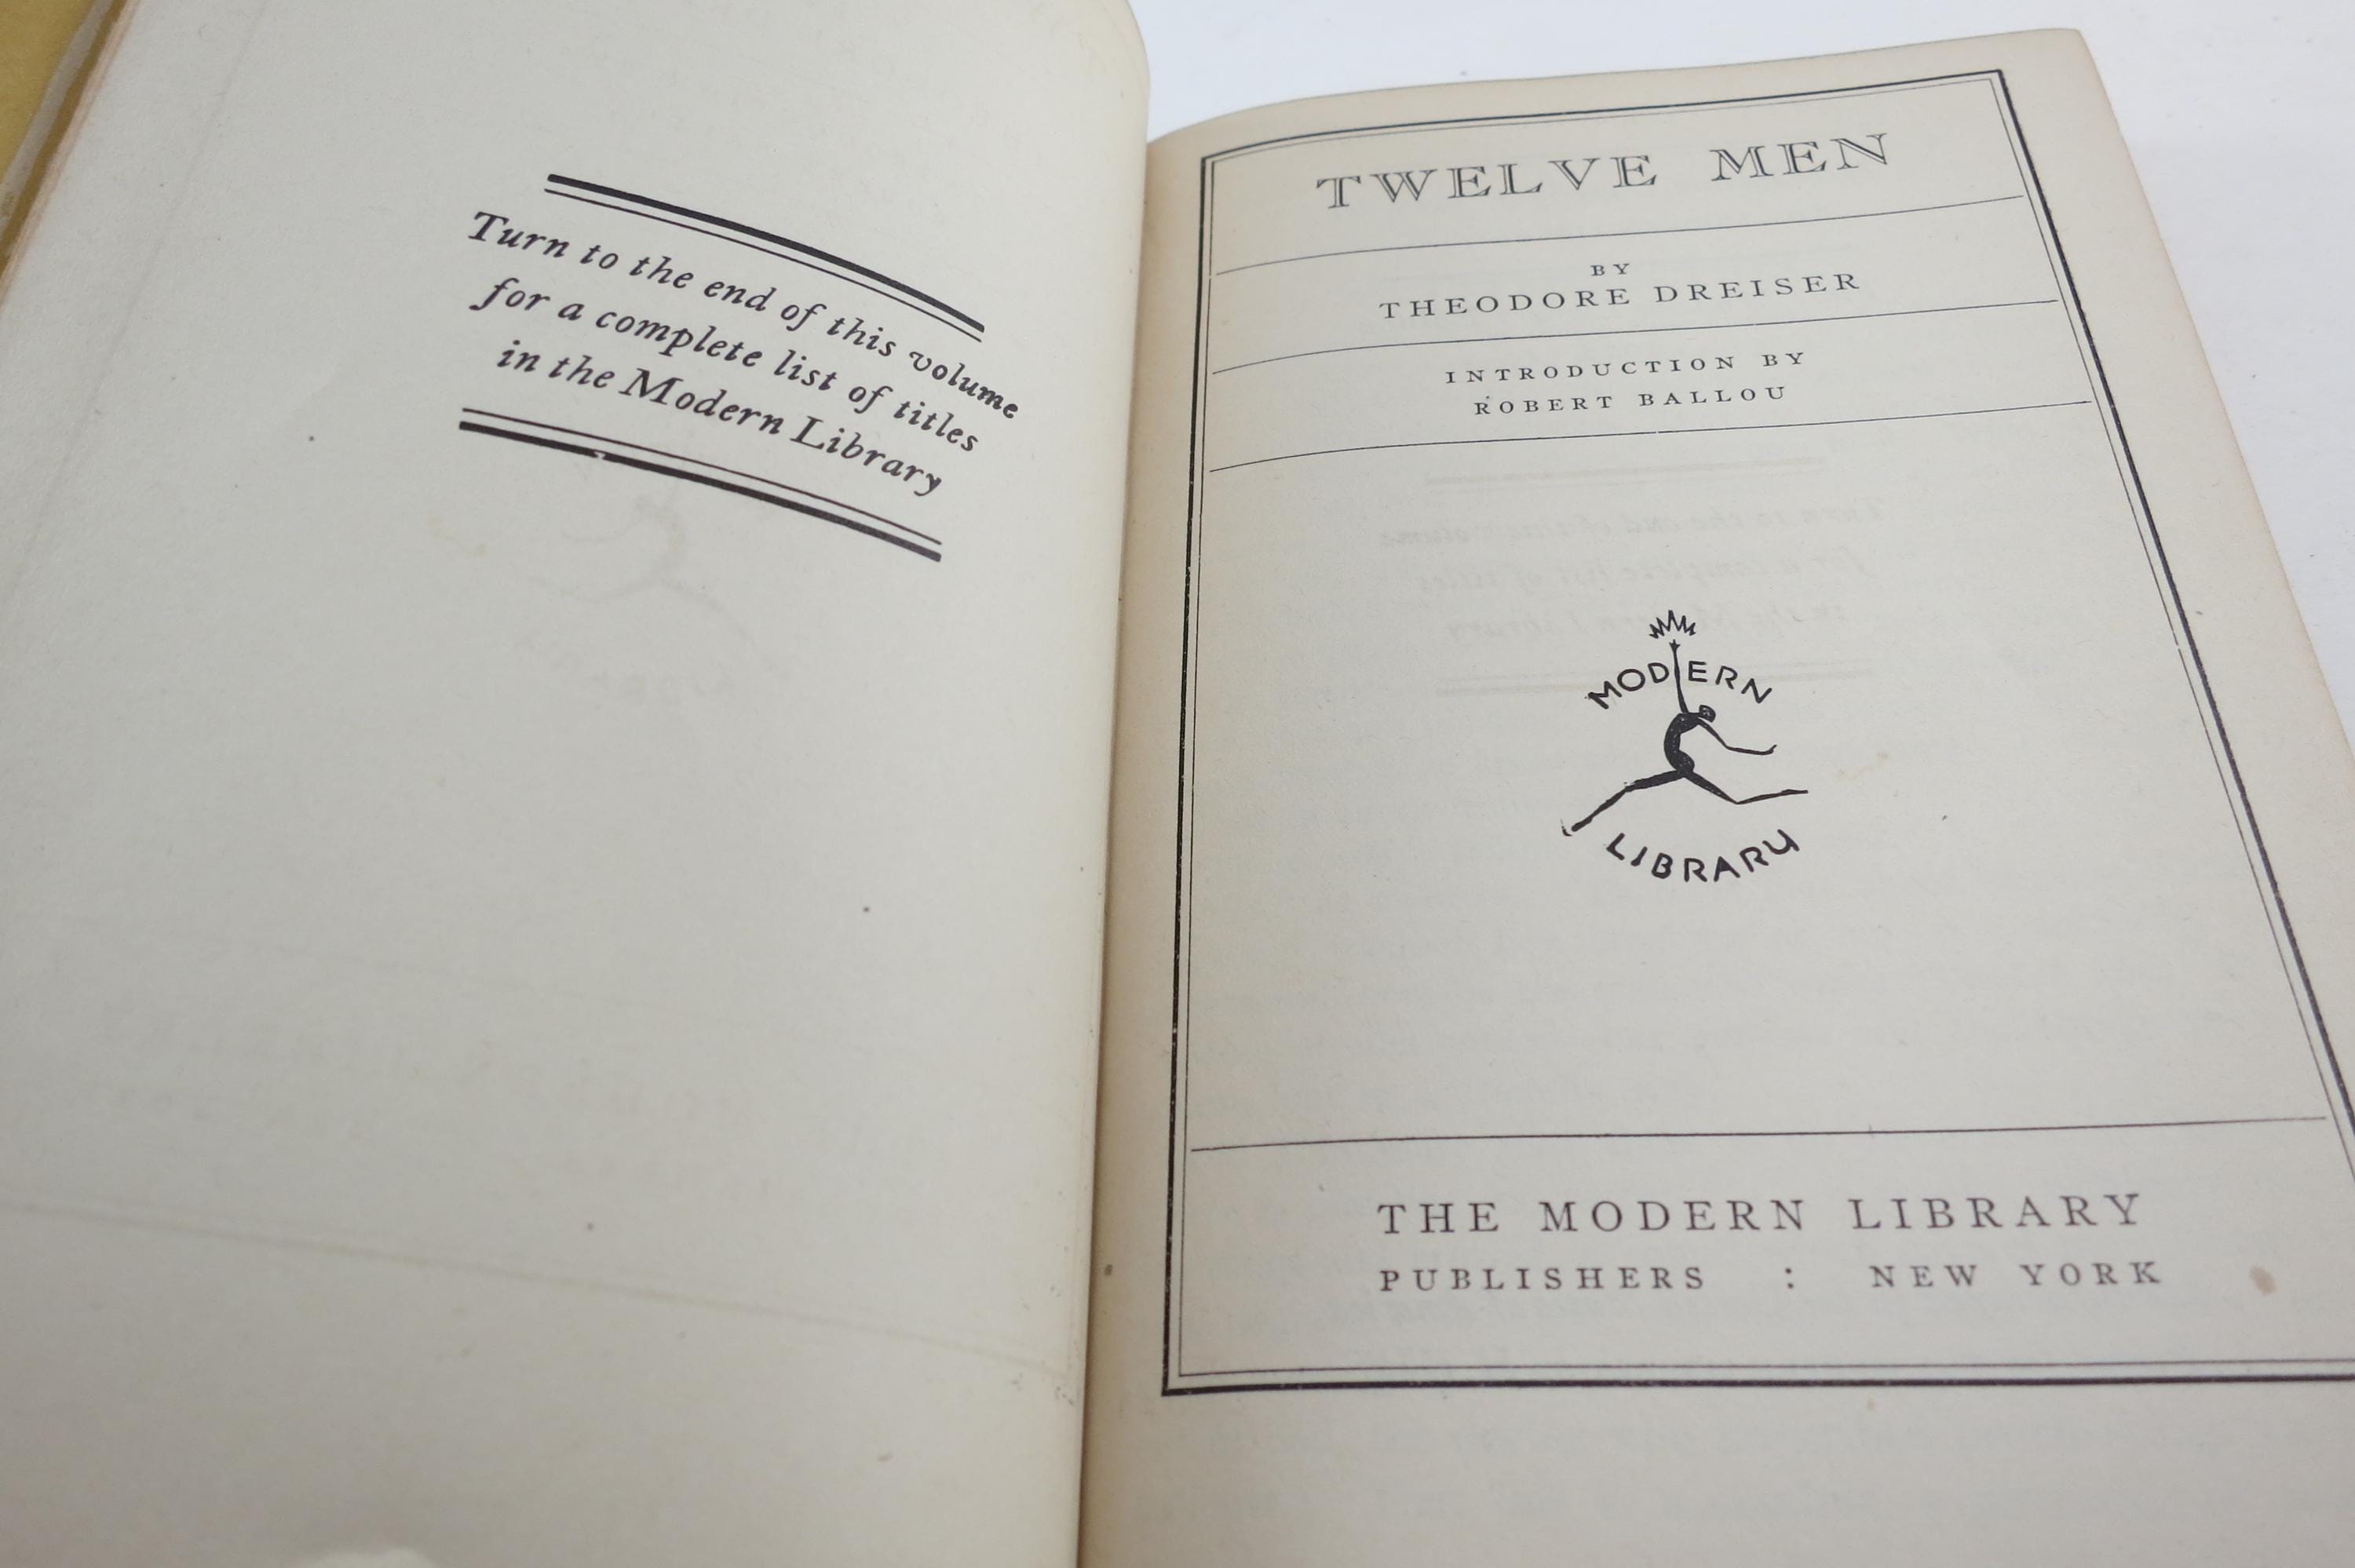 Turn to the end of this volume
for a complete list of titles
in the Modern Library
TWELVE MEN
BY
THEODORE DREISER
INTRODUCTION BY
ROBERT BALLOU
MODERN
LIBRARY
THE MODERN LIBRARY
PUBLISHERS : NEW YORK